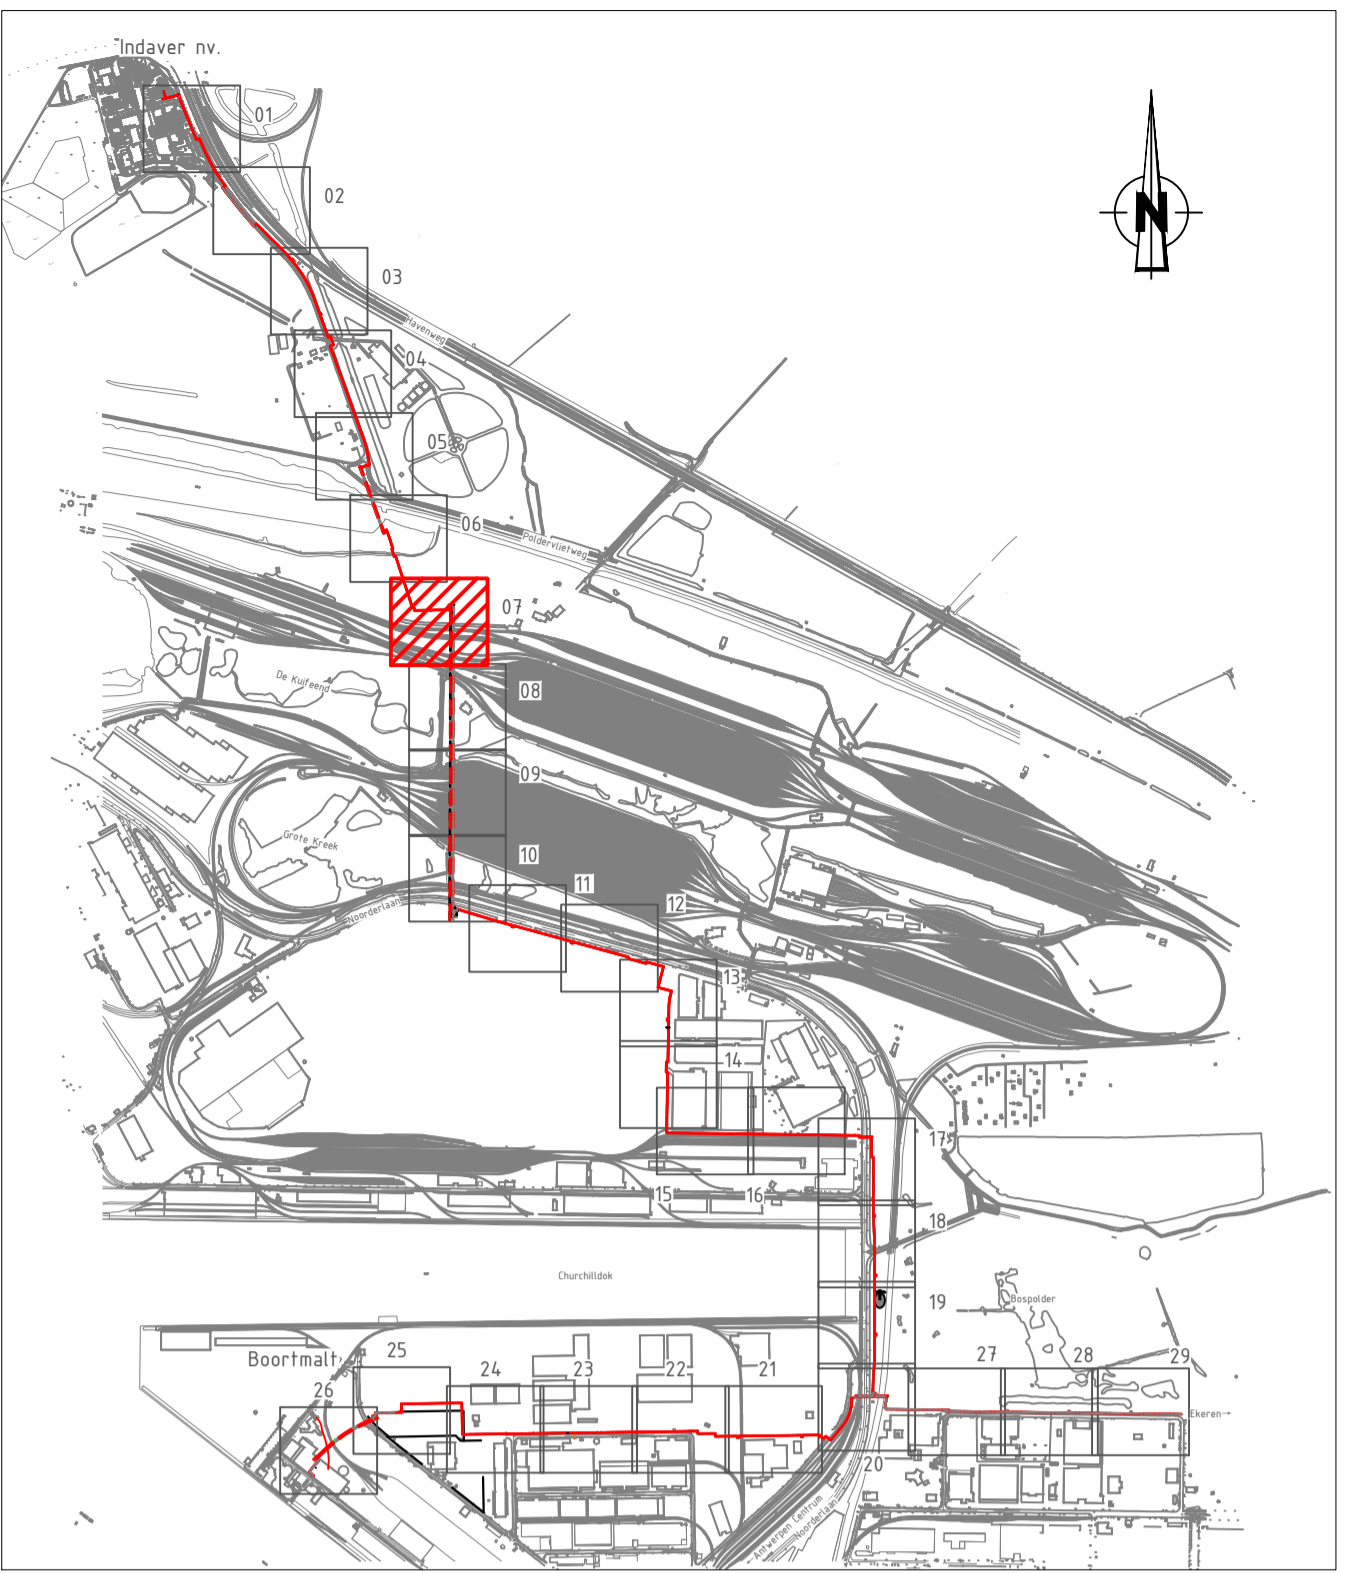 Indaver nv.
01
N
02
03
Havenweg
04
05
06
Poldervlietweg
07
De Kuifeend
08
09
Grote Kreek
10
11
12
Noorderlaan
13
14
17
15
16
18
Churchilldok
19
Bospolder
Boortmalt
25
24
23
22
21
27
28
29
26
Ekeren
20
Antwerpen Centrum
Noorderlaan